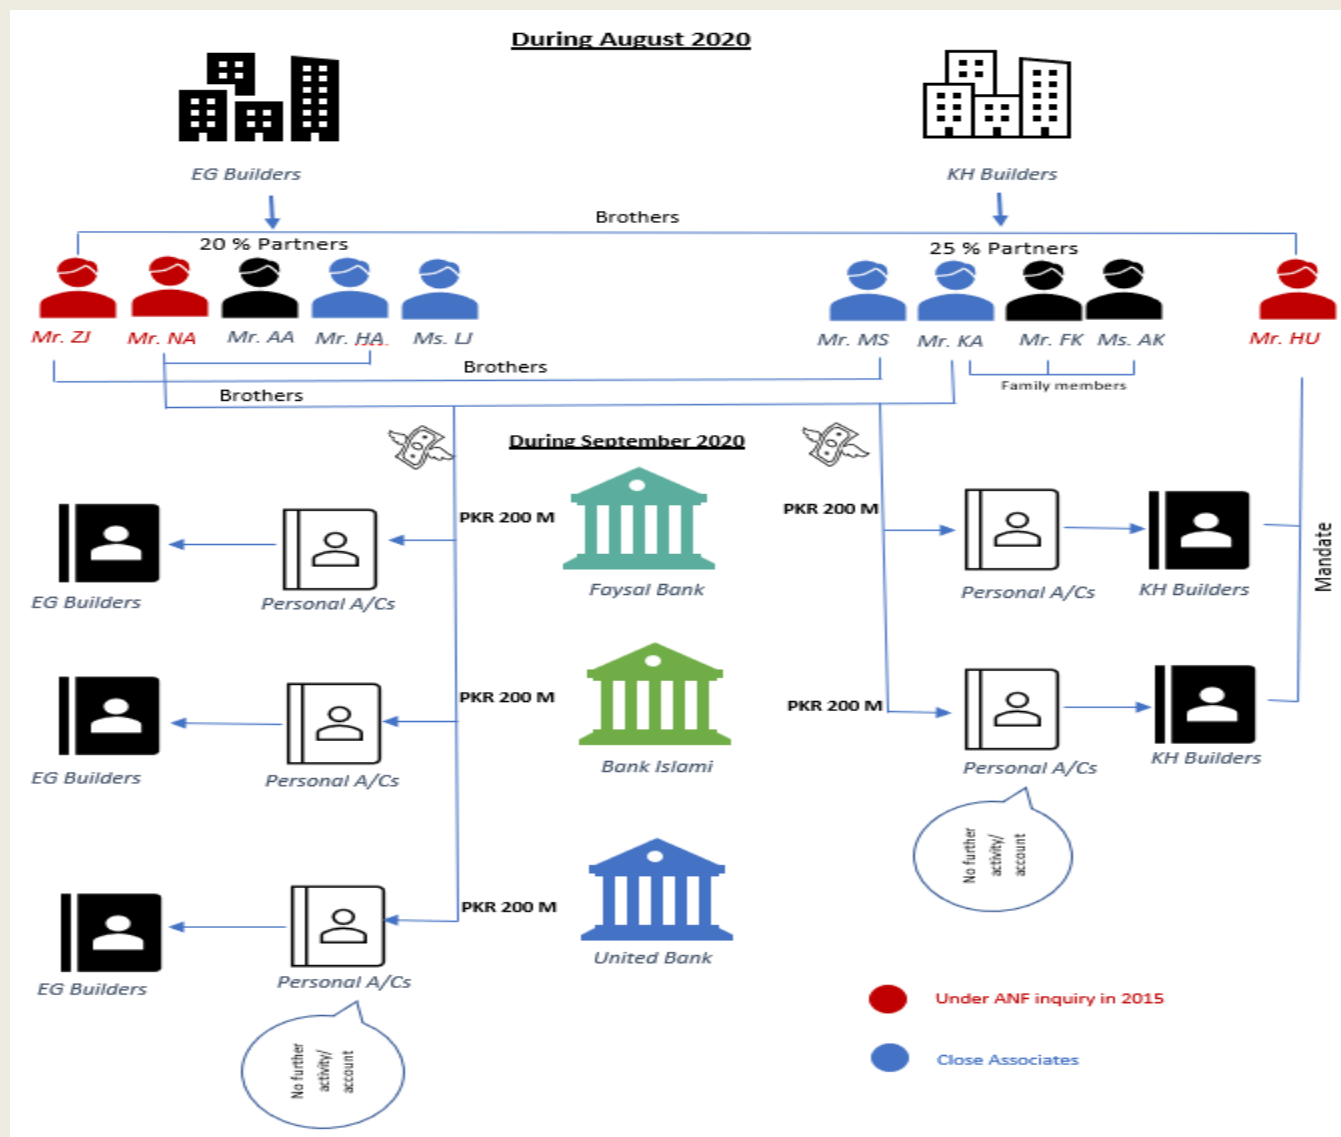 During August 2020
EG Builders
KH Builders
Brothers
20 % Partners
25 % Partners
Mr. ZJ
Mr. NA
Mr. AA
Mr. HA
Ms. LJ
Mr. MS
Mr. KA
Mr. FK
Ms. AK
Mr. HU
Brothers
Family members
Brothers
During September 2020
PKR 200 M
PKR 200 M
Mandate
EG Builders
Personal A/Cs
Faysal Bank
Personal A/Cs
KH Builders
PKR 200 M
PKR 200 M
EG Builders
Personal A/Cs
Bank Islami
Personal A/Cs
KH Builders
No further
activity/
account
PKR 200 M
EG Builders
Personal A/Cs
United Bank
No further
activity/
account
Under ANF inquiry in 2015
Close Associates